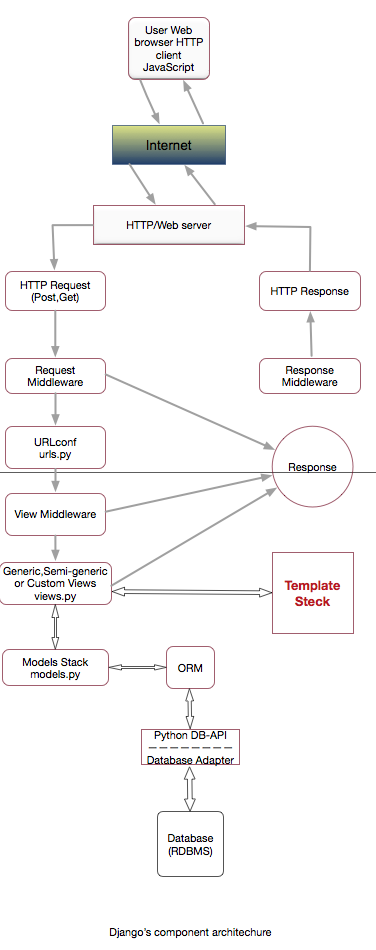 User Web
browser HTTP
client
JavaScript
Internet
HTTP/Web server
HTTP Request
(Post,Get)
HTTP Response
Request
Middleware
Response
Middleware
URLconf
urls.py
Response
View Middleware
Generic,Semi-generic
or Custom Views
views.py
Template
Steck
Models Stack
models.py
ORM
Python DB-API
Database Adapter
Database
(RDBMS)
Django's component architechure